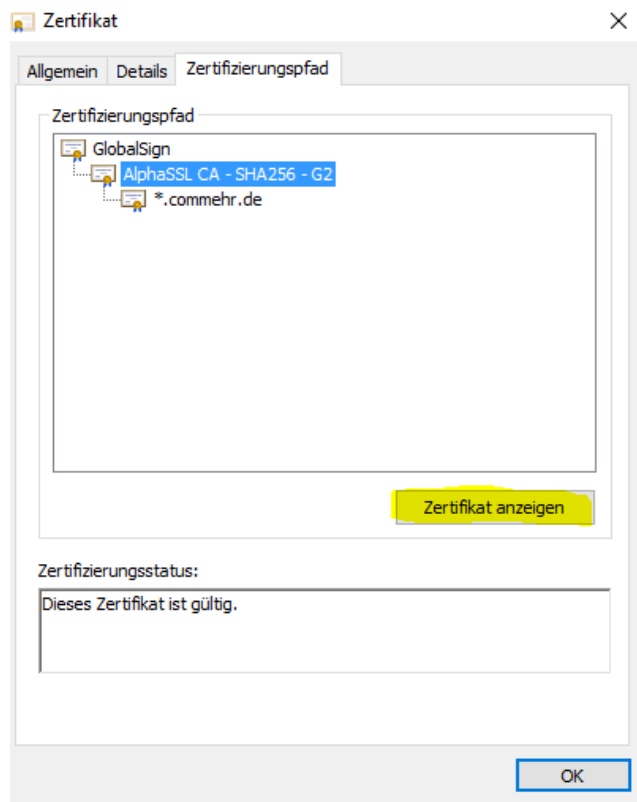 Zertifikat
Allgemein Details Zertifizierungspfad
Zertifizierungspfad
GlobalSign
AlphaSSL CA - SHA256 - G2
*.commehr.de
Zertifikat anzeigen
Zertifizierungsstatus:
Dieses Zertifikat ist gültig.
OK